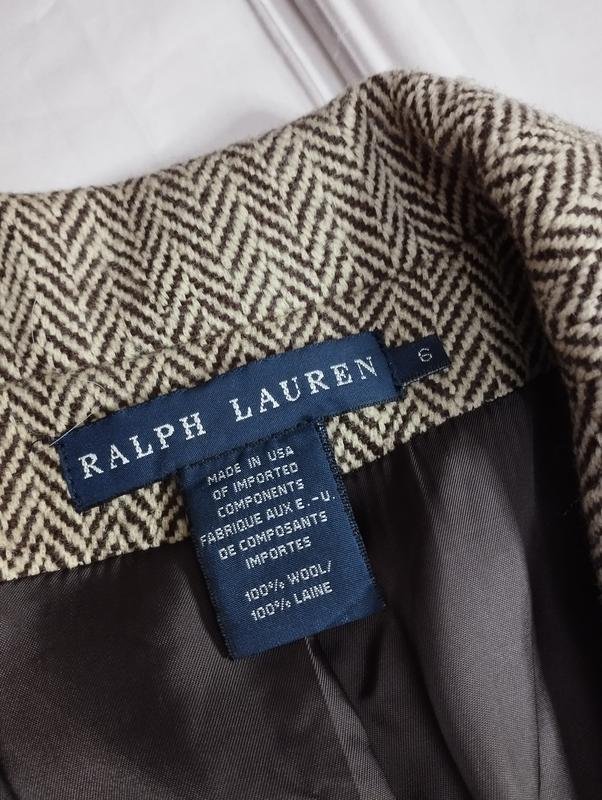 RALPH LAUREN
6
MADE IN USA
OF IMPORTED
COMPONENTS
FABRIQUE AUX E.-U.
DE COMPOSANTS
IMPORTES
100% WOOL/
100% LAINE